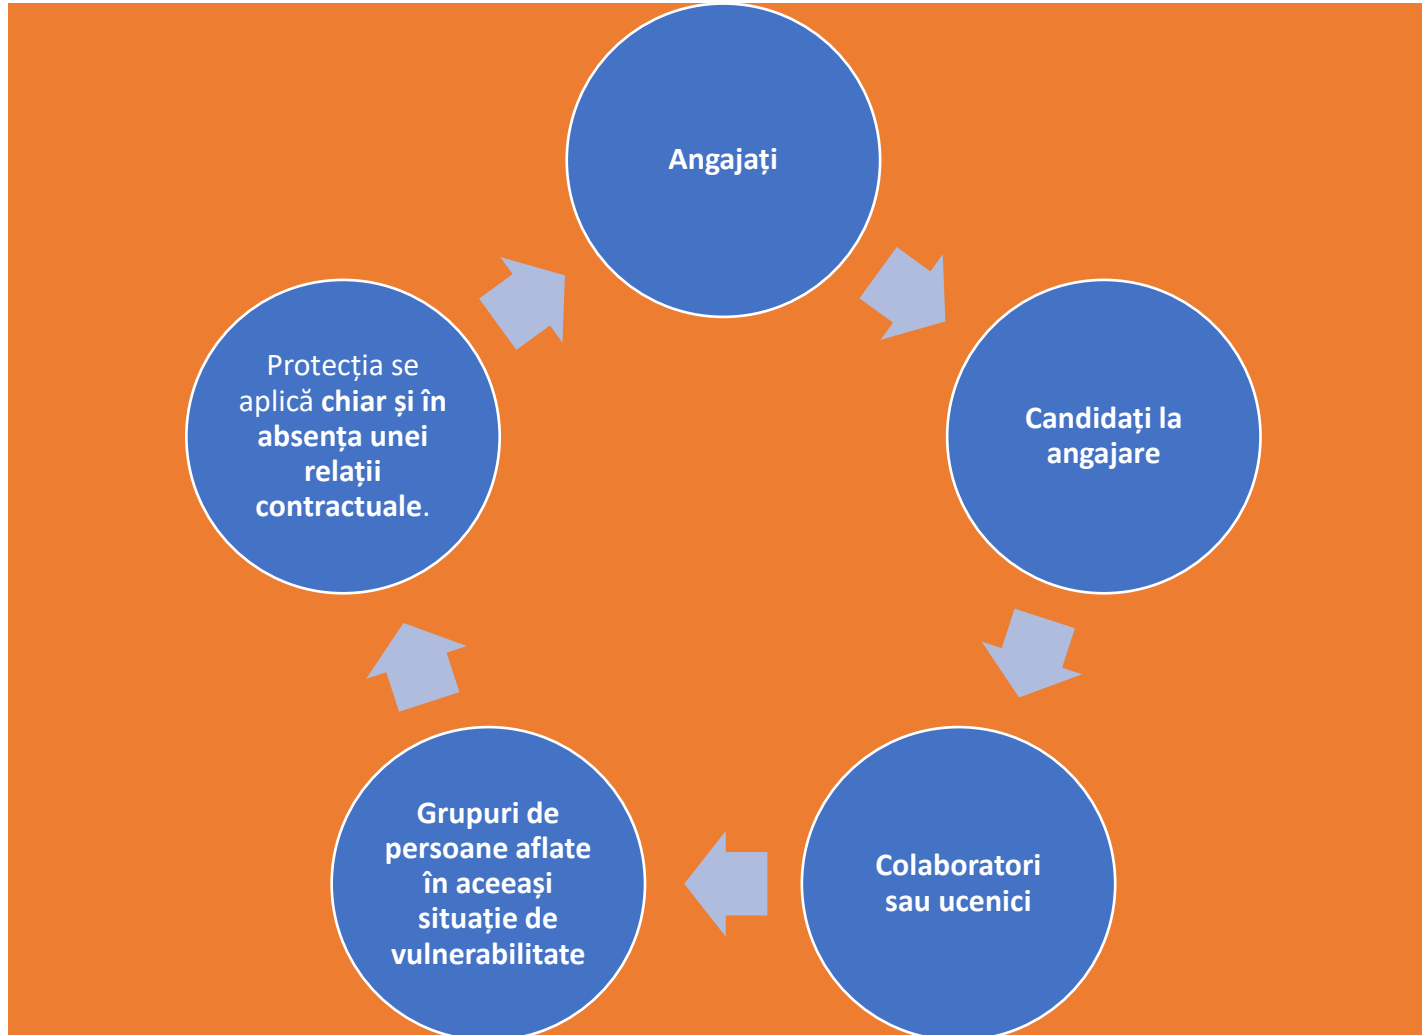 Angajați
Candidați la
angajare
Colaboratori
sau ucenici
Grupuri de
persoane aflate
în aceeași
situație de
vulnerabilitate
Protecția se
aplică chiar și în
absența unei
relații
contractuale.